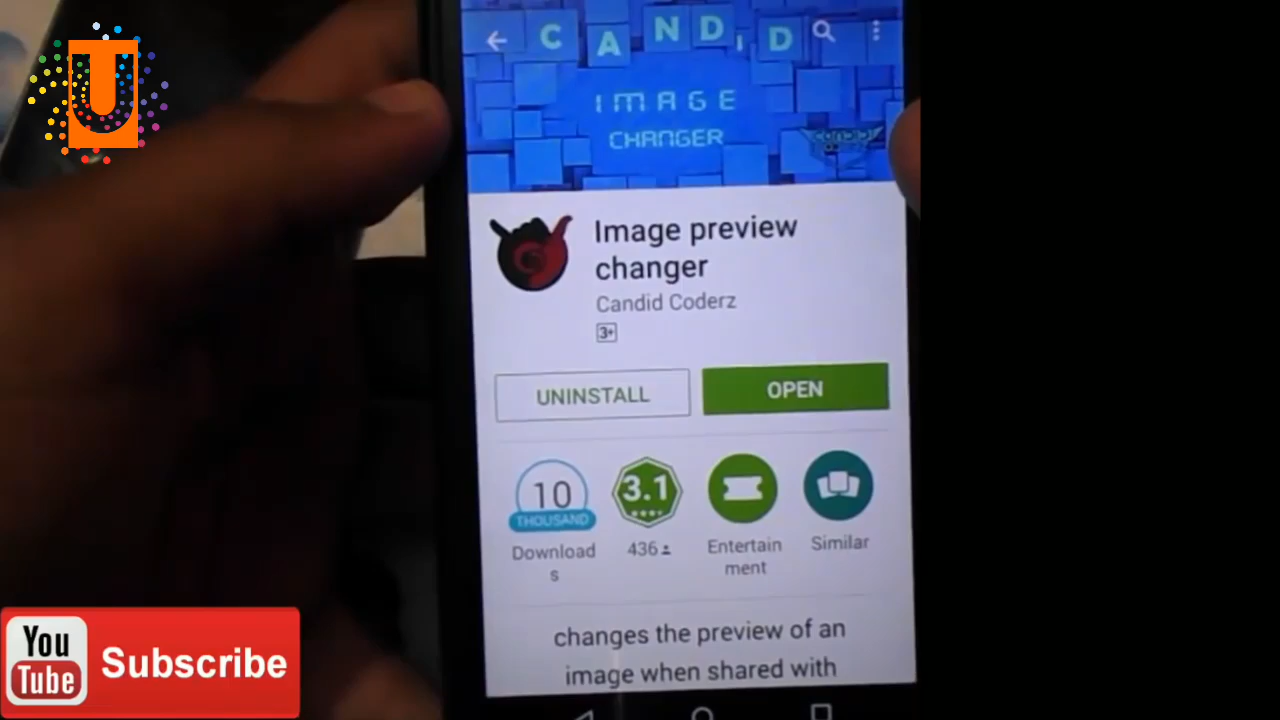 U
C A N D I D
IMAGE
CHANGER
Image preview
changer
Candid Coderz
3+
UNINSTALL
OPEN
10
THOUSAND
Download
s
3.1
436
Entertain
ment
Similar
changes the preview of an
image when shared with
You
Tube
Subscribe